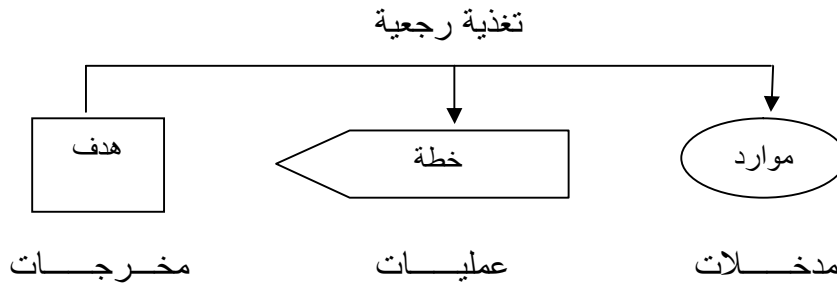 تغذية رجعية
موارد خطة هدف
مدخلات عمليات مخرجات